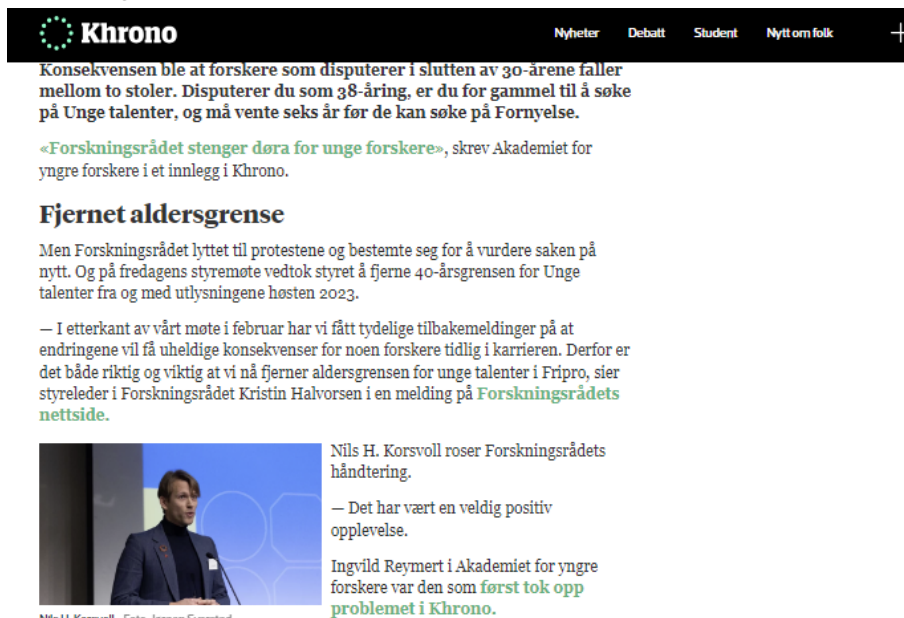 Khrono
Nyheter Debatt Student Nytt om folk
Konsekvensen ble at forskere som disputerer i slutten av 30-årene faller
mellom to stoler. Disputerer du som 38-åring, er du for gammel til å søke
på Unge talenter, og må vente seks år før de kan søke på Fornyelse.
«Forskningsrådet stenger døra for unge forskere», skrev Akademiet for
yngre forskere i et innlegg i Khrono.
Fjernet aldersgrense
Men Forskningsrådet lyttet til protestene og bestemte seg for å vurdere saken på
nytt. Og på fredagens styremøte vedtok styret å fjerne 40-årsgrensen for Unge
talenter fra og med utlysningene høsten 2023.
— I etterkant av vårt møte i februar har vi fått tydelige tilbakemeldinger på at
endringene vil få uheldige konsekvenser for noen forskere tidlig i karrieren. Derfor er
det både riktig og viktig at vi nå fjerner aldersgrensen for unge talenter i Fripro, sier
styreleder i Forskningsrådet Kristin Halvorsen i en melding på Forskningsrådets
nettside.
Nils H. Korsvoll roser Forskningsrådets
håndtering.
— Det har vært en veldig positiv
opplevelse.
Ingvild Reymert i Akademiet for yngre
forskere var den som først tok opp
problemet i Khrono.
Nils H. Korsvoll